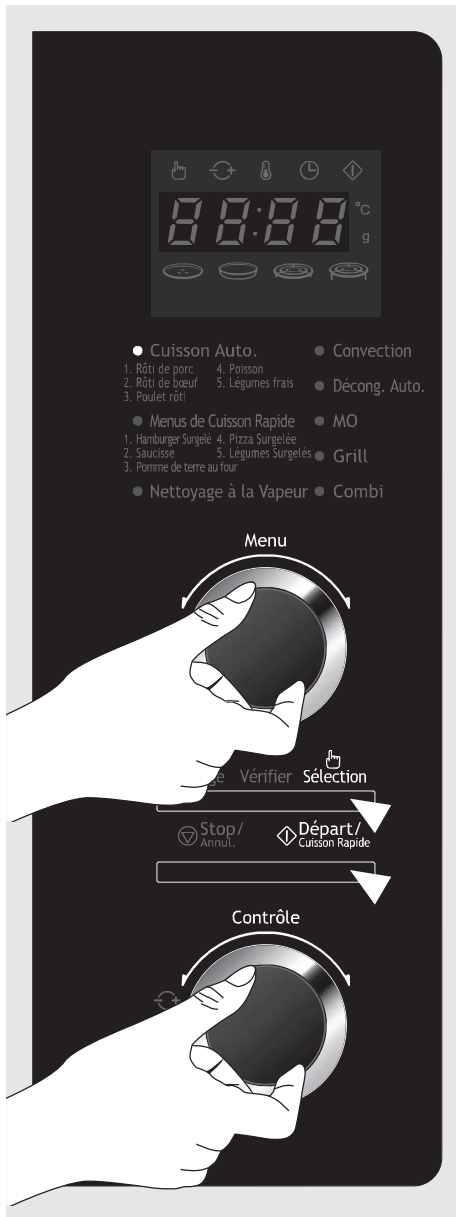 88:88 °C
g
Cuisson Auto.
1. Rôti de porc 4. Poisson
2. Rôti de bœuf 5. Légumes frais
3. Poulet rôti
Menus de Cuisson Rapide
1. Hamburger Surgelé 4. Pizza Surgelée
2. Saucisse 5. Légumes Surgelés
3. Pomme de terre au four
Nettoyage à la Vapeur
Convection
Décong. Auto.
MO
Grill
Combi
Menu
Vérifier Sélection
Stop/
Annul.
Départ/
Cuisson Rapide
Contrôle